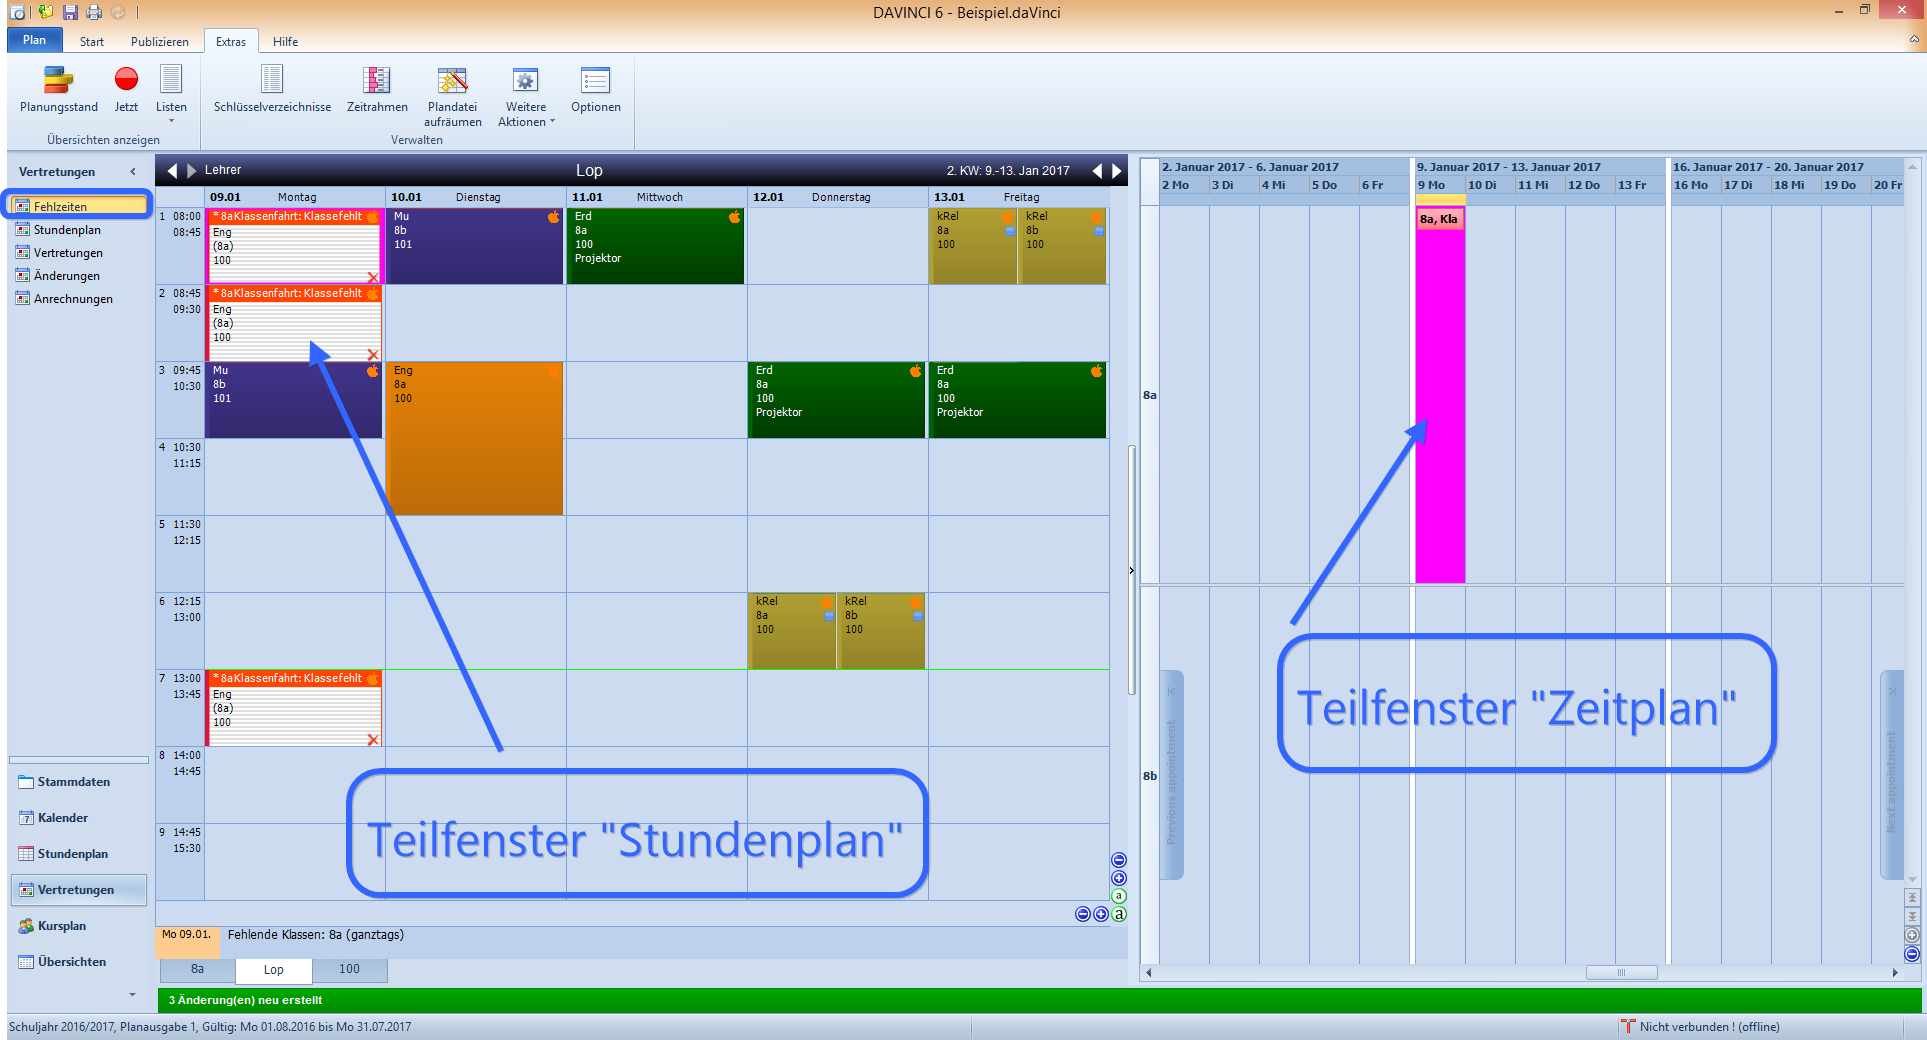 DAVINCI 6 - Beispiel.daVinci
Plan Start Publizieren Extras Hilfe
Planungsstand Jetzt Listen Schlüsselverzeichnisse Zeitrahmen Plandatei aufräumen Weitere Aktionen Optionen
Übersichten anzeigen Verwalten
Vertretungen
Fehlzeiten
Stundenplan
Vertretungen
Änderungen
Anrechnungen
Stammdaten
Kalender
Stundenplan
Vertretungen
Kursplan
Übersichten
Lehrer Lop 2. KW: 9.-13. Jan 2017
09.01 Montag 10.01 Dienstag 11.01 Mittwoch 12.01 Donnerstag 13.01 Freitag
1 08:00
08:45
* 8a Klassenfahrt: Klasse fehlt
Eng
(8a)
100
Mu
8b
101
Erd
8a
100
Projektor
kRel
8a
100
kRel
8b
100
2 08:45
09:30
* 8a Klassenfahrt: Klasse fehlt
Eng
(8a)
100
3 09:45
10:30
Mu
8b
101
Eng
8a
100
Erd
8a
100
Projektor
Erd
8a
100
Projektor
4 10:30
11:15
5 11:30
12:15
6 12:15
13:00
kRel
8a
100
kRel
8b
100
7 13:00
13:45
* 8a Klassenfahrt: Klasse fehlt
Eng
(8a)
100
8 14:00
14:45
9 14:45
15:30
Teilfenster "Stundenplan"
a
a
Mo 09.01. Fehlende Klassen: 8a (ganztags)
8a Lop 100
2. Januar 2017 - 6. Januar 2017 9. Januar 2017 - 13. Januar 2017 16. Januar 2017 - 20. Januar 2017
2 Mo 3 Di 4 Mi 5 Do 6 Fr 9 Mo 10 Di 11 Mi 12 Do 13 Fr 16 Mo 17 Di 18 Mi 19 Do 20 Fr
8a, Kla
8a
8b
Previous appointment
Next appointment
Teilfenster "Zeitplan"
3 Änderung(en) neu erstellt
Schuljahr 2016/2017, Planausgabe 1, Gültig: Mo 01.08.2016 bis Mo 31.07.2017 Nicht verbunden ! (offline)